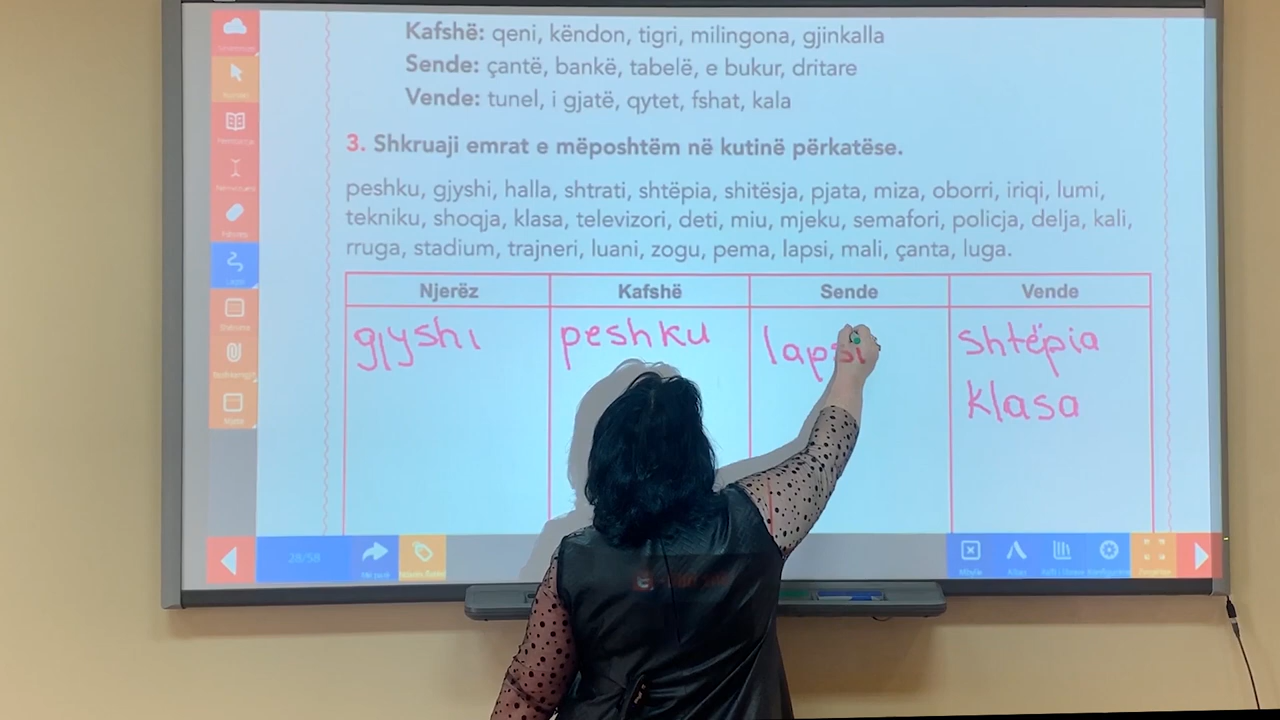 Kafshë: qeni, këndon, tigri, milingona, gjinkalla
Sende: çantë, bankë, tabelë, e bukur, dritare
Vende: tunel, i gjatë, qytet, fshat, kala
3. Shkruaji emrat e mëposhtëm në kutinë përkatëse.
peshku, gjyshi, halla, shtrati, shtëpia, shitësja, pjata, miza, oborri, iriqi, lumi,
tekniku, shoqja, klasa, televizori, deti, miu, mjeku, semafori, policja, delja, kali,
rruga, stadium, trajneri, luani, zogu, pema, lapsi, mali, çanta, luga.
Njerëz Kafshë Sende Vende
gjyshi peshku lapsi shtëpia
klasa
28/58